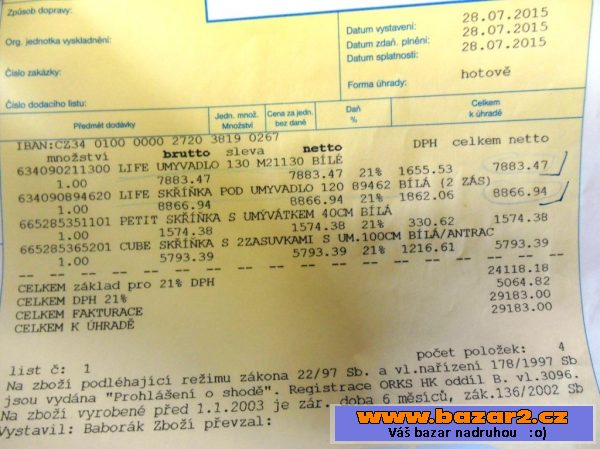 Způsob dopravy:
Org. jednotka vyskladnění:
Číslo zakázky:
Číslo dodacího listu:
Datum vystavení: 28.07.2015
Datum zdaň. plnění: 28.07.2015
Datum splatnosti: 28.07.2015
Forma úhrady: hotově
Předmět dodávky Jedn. množ. Množství Cena za jedn. bez daně Daň % Celkem k úhradě
IBAN:CZ34 0100 0000 2720 3819 0267
množství brutto sleva netto DPH celkem netto
634090211300 LIFE UMYVADLO 130 M21130 BÍLÉ
1.00 7883.47 7883.47 21% 1655.53 7883.47
634090894620 LIFE SKŘÍŇKA POD UMYVADLO 120 89462 BÍLÁ (2 ZÁS)
1.00 8866.94 8866.94 21% 1862.06 8866.94
665285351101 PETIT SKŘÍŇKA S UMÝVÁTKEM 40CM BÍLÁ
1.00 1574.38 1574.38 21% 330.62 1574.38
665285365201 CUBE SKŘÍŇKA S 2ZASUVKAMI S UM.100CM BÍLÁ/ANTRAC
1.00 5793.39 5793.39 21% 1216.61 5793.39
CELKEM základ pro 21% DPH 24118.18
CELKEM DPH 21% 5064.82
CELKEM FAKTURACE 29183.00
CELKEM K ÚHRADĚ 29183.00
list č: 1 počet položek: 4
Na zboží podléhající režimu zákona 22/97 Sb. a vl.nařízení 178/1997 Sb
jsou vydána "Prohlášení o shodě". Registrace ORKS HK oddíl B. vl.3096.
Na zboží vyrobené před 1.1.2003 je zár. doba 6 měsíců, zák.136/2002 Sb
Vystavil: Baborák Zboží převzal:
www.bazar2.cz
Váš bazar nadruhou :o)